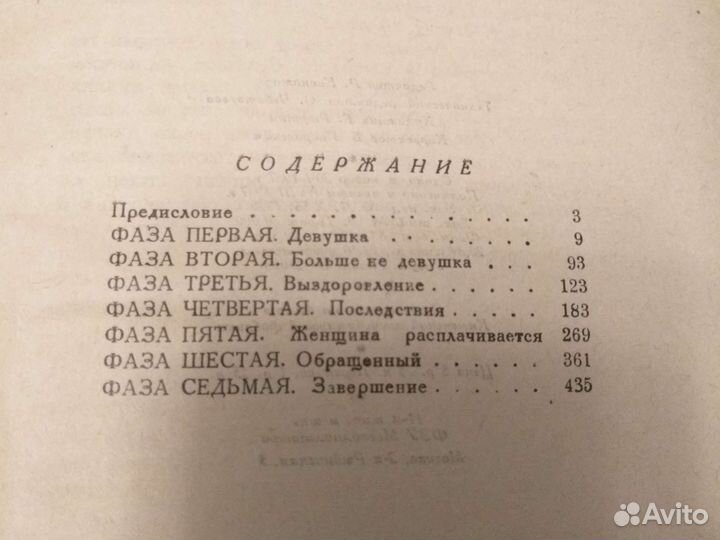 СОДЕРЖАНИЕ
Предисловие . . . . . . . . . . . . . . . 3
ФАЗА ПЕРВАЯ. Девушка . . . . . . . . 9
ФАЗА ВТОРАЯ. Больше не девушка . . . 93
ФАЗА ТРЕТЬЯ. Выздоровление . . . . . 123
ФАЗА ЧЕТВЕРТАЯ. Последствия . . . . 183
ФАЗА ПЯТАЯ. Женщина расплачивается 269
ФАЗА ШЕСТАЯ. Обращенный . . . . . 361
ФАЗА СЕДЬМАЯ. Завершение . . . . . 435
Avito